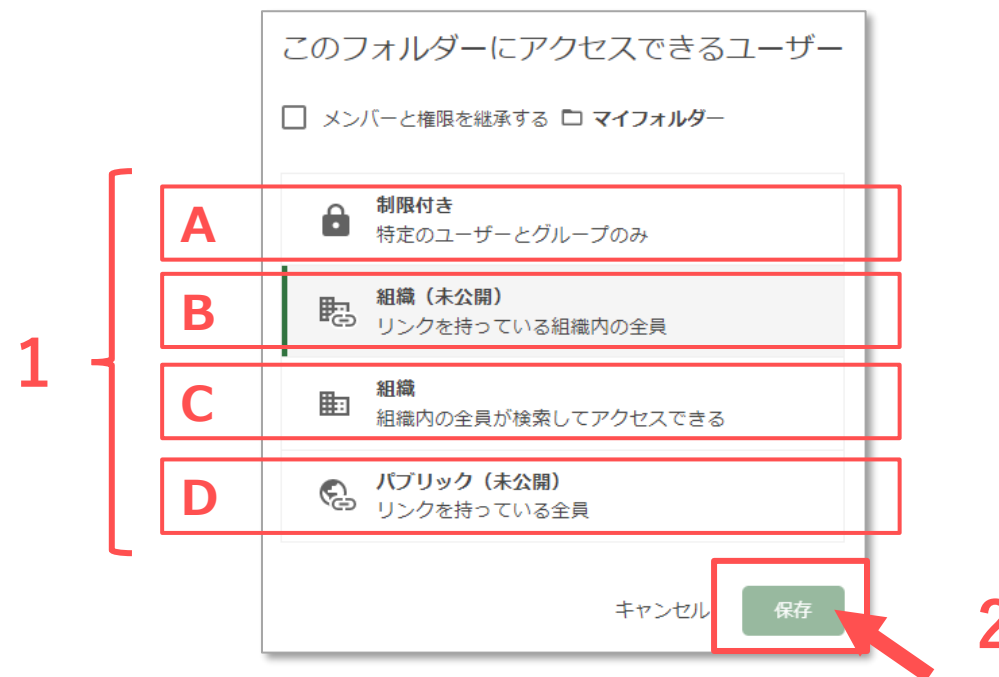 このフォルダーにアクセスできるユーザー
メンバーと権限を継承する マイフォルダー
1
A
制限付き
特定のユーザーとグループのみ
B
組織（未公開）
リンクを持っている組織内の全員
C
組織
組織内の全員が検索してアクセスできる
D
パブリック（未公開）
リンクを持っている全員
キャンセル 保存
2